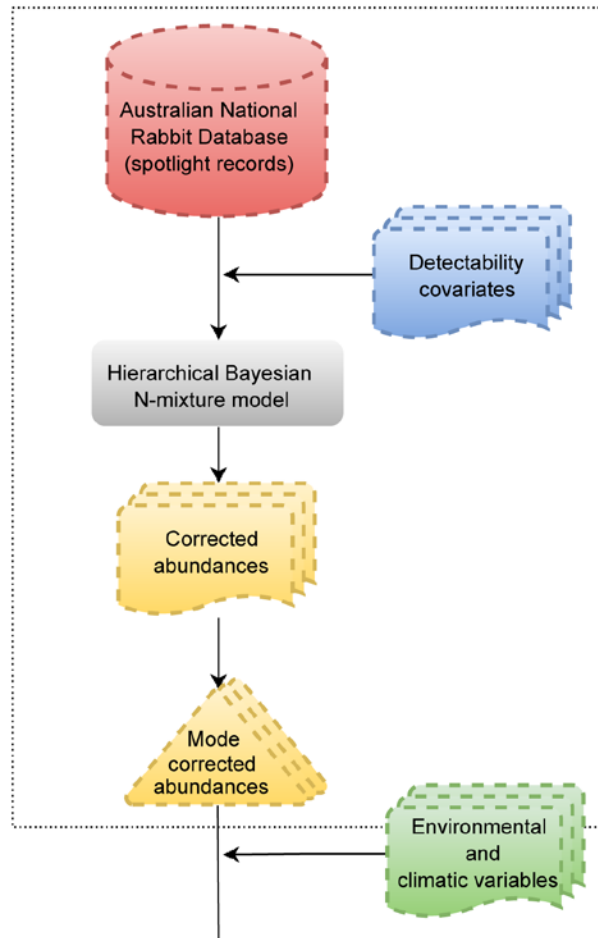 Australian National
Rabbit Database
(spotlight records)
Detectability
covariates
Hierarchical Bayesian
N-mixture model
Corrected
abundances
Mode
corrected
abundances
Environmental
and
climatic variables